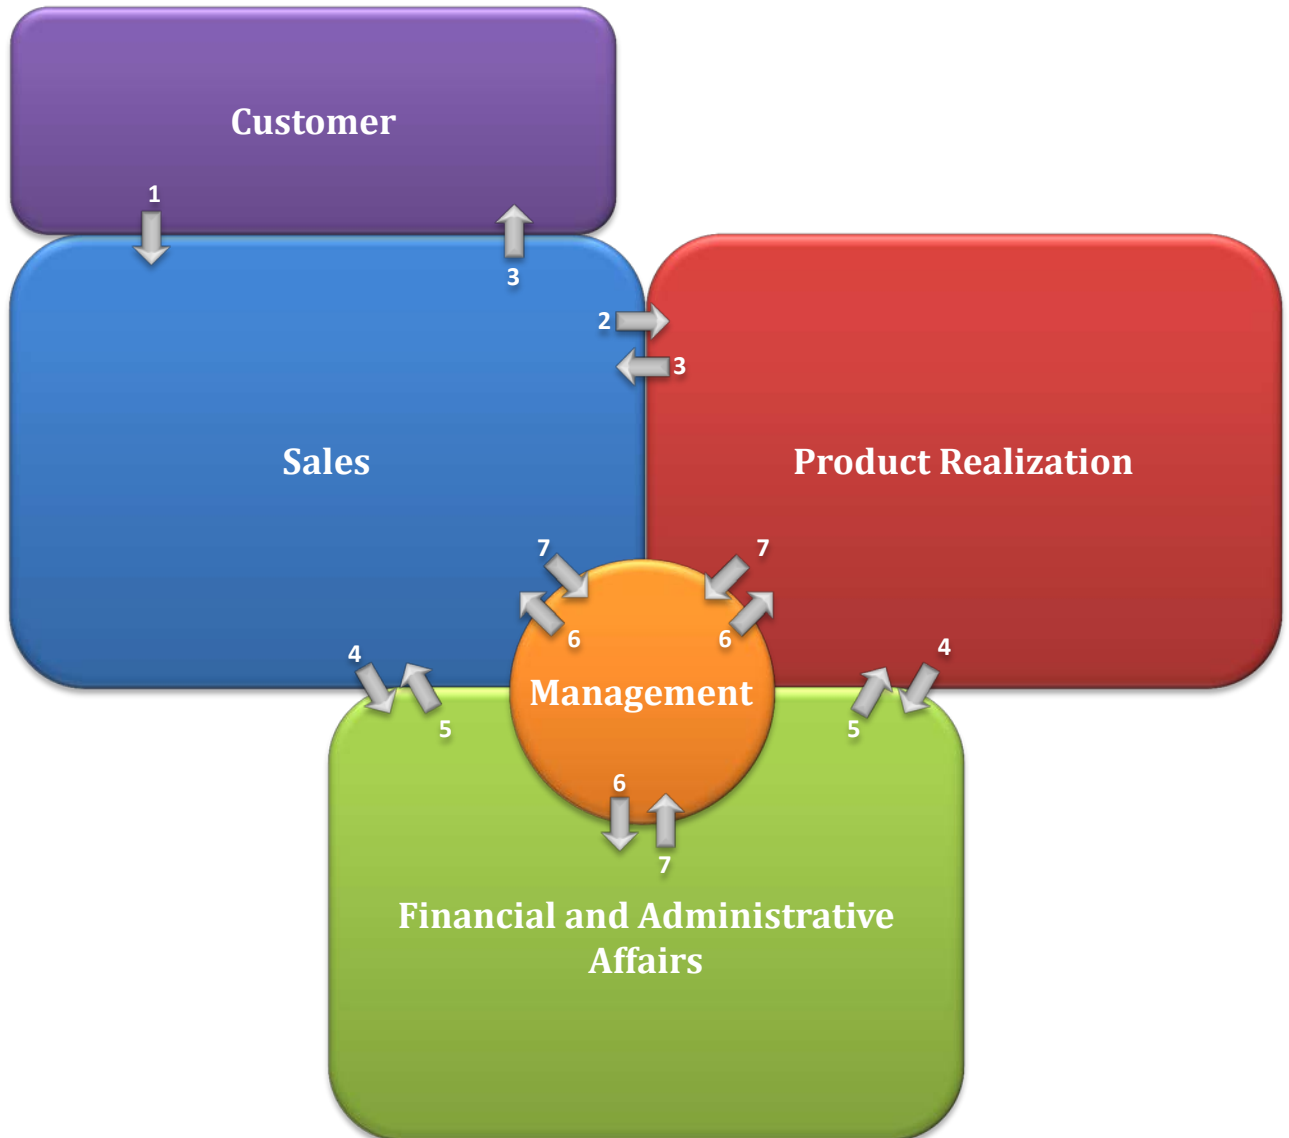 Customer
1
3
2
3
Sales
Product Realization
7
7
6
6
4
4
Management
5
5
6
7
Financial and Administrative
Affairs